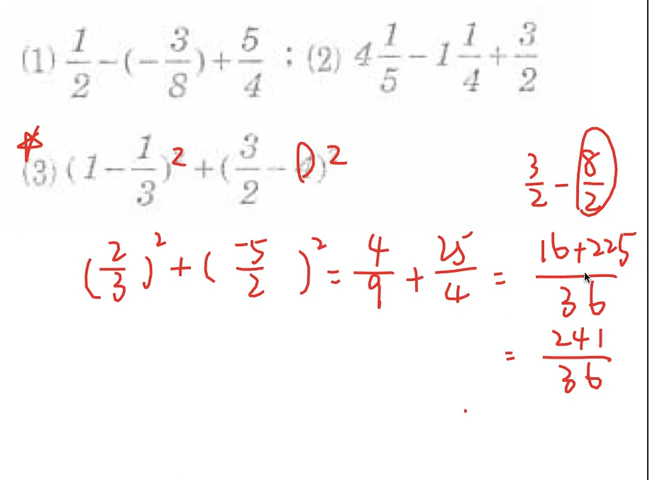 (1) 1/2 - (- 3/8) + 5/4 ; (2) 4 1/5 - 1 1/4 + 3/2
☆
(3) (1 - 1/3)² + (3/2 - )²
3/2 - 8/2
(2/3)² + (-5/2)² = 4/9 + 25/4 = 16+225/36
= 241/36